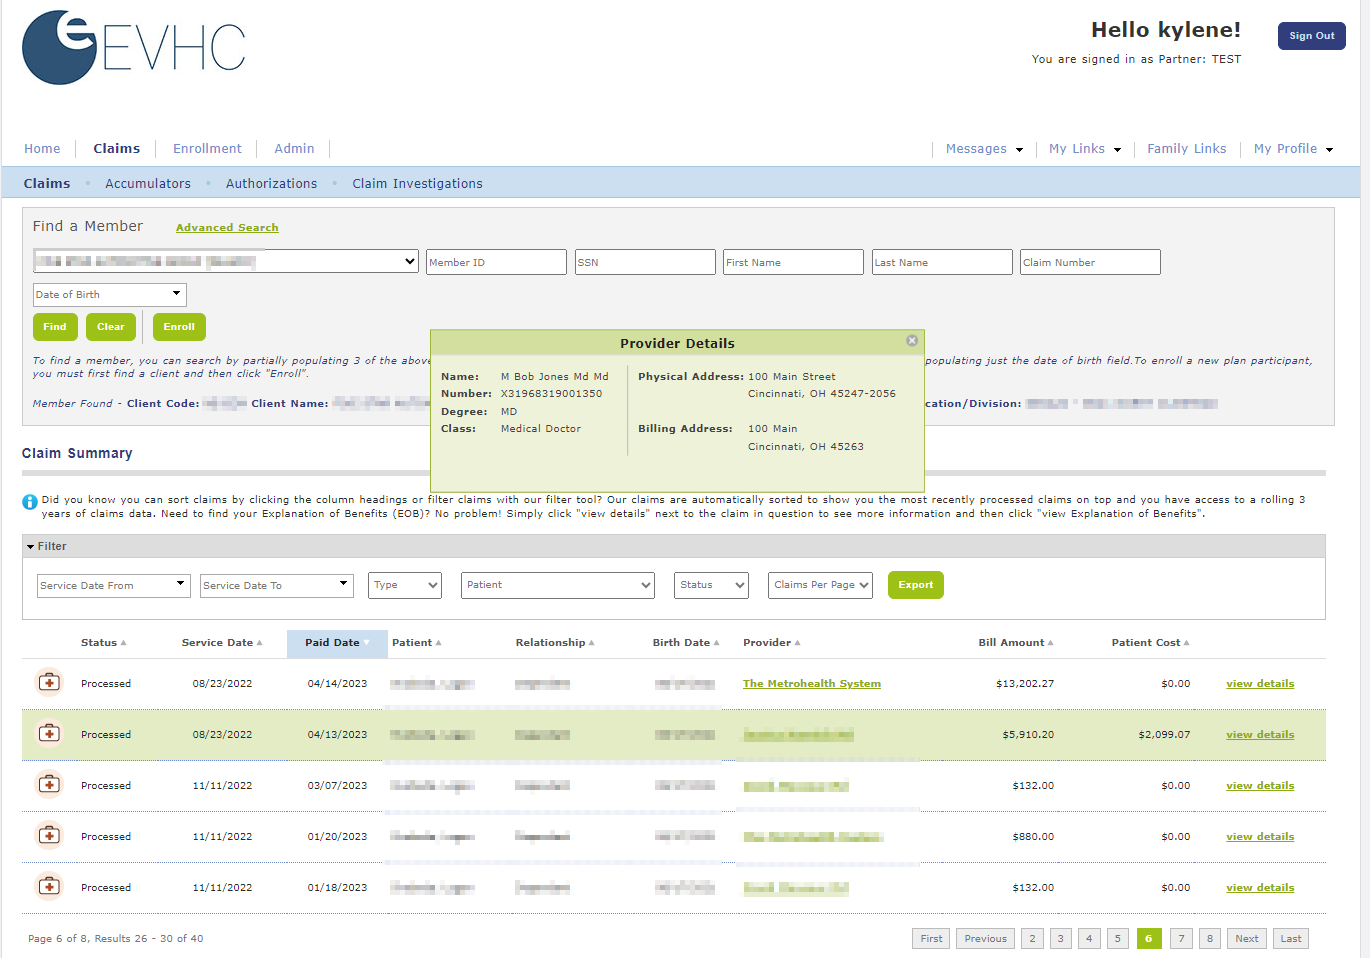 e EVHC
Hello kylene!
Sign Out
You are signed in as Partner: TEST
Home Claims Enrollment Admin Messages My Links Family Links My Profile
Claims Accumulators Authorizations Claim Investigations
Find a Member Advanced Search
Member ID SSN First Name Last Name Claim Number
Date of Birth
Find Clear Enroll
To find a member, you can search by partially populating 3 of the above populating just the date of birth field.To enroll a new plan participant,
you must first find a client and then click "Enroll".
Member Found - Client Code: Client Name: cation/Division:
Provider Details
Name: M Bob Jones Md Md Physical Address: 100 Main Street
Number: X31968319001350 Cincinnati, OH 45247-2056
Degree: MD
Class: Medical Doctor Billing Address: 100 Main
Cincinnati, OH 45263
Claim Summary
Did you know you can sort claims by clicking the column headings or filter claims with our filter tool? Our claims are automatically sorted to show you the most recently processed claims on top and you have access to a rolling 3
years of claims data. Need to find your Explanation of Benefits (EOB)? No problem! Simply click "view details" next to the claim in question to see more information and then click "view Explanation of Benefits".
Filter
Service Date From Service Date To Type Patient Status Claims Per Page Export
Status Service Date Paid Date Patient Relationship Birth Date Provider Bill Amount Patient Cost
Processed 08/23/2022 04/14/2023 The Metrohealth System $13,202.27 $0.00 view details
Processed 08/23/2022 04/13/2023 $5,910.20 $2,099.07 view details
Processed 11/11/2022 03/07/2023 $132.00 $0.00 view details
Processed 11/11/2022 01/20/2023 $880.00 $0.00 view details
Processed 11/11/2022 01/18/2023 $132.00 $0.00 view details
Page 6 of 8, Results 26 - 30 of 40 First Previous 2 3 4 5 6 7 8 Next Last